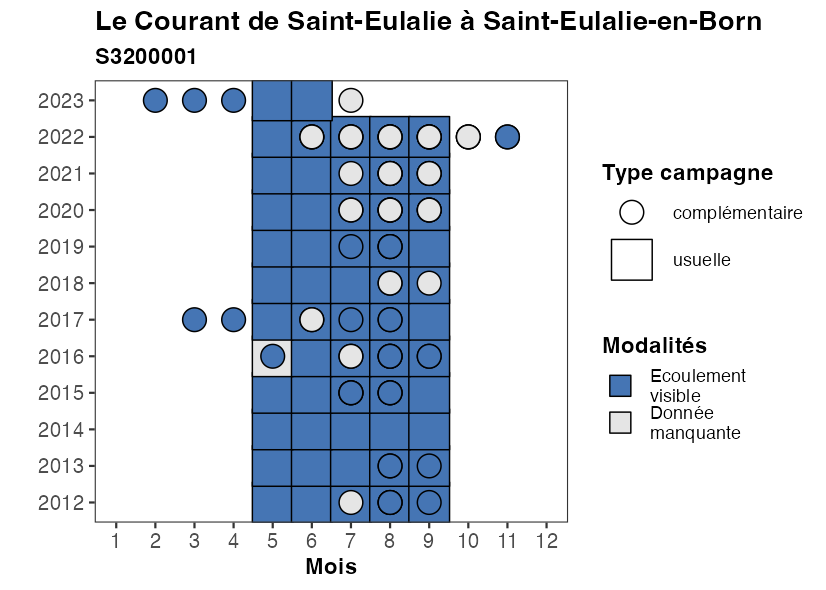 Le Courant de Saint-Eulalie à Saint-Eulalie-en-Born
S3200001
2023
2022
2021
2020
2019
2018
2017
2016
2015
2014
2013
2012
1 2 3 4 5 6 7 8 9 10 11 12
Mois
Type campagne
complémentaire
usuelle
Modalités
Ecoulement
visible
Donnée
manquante